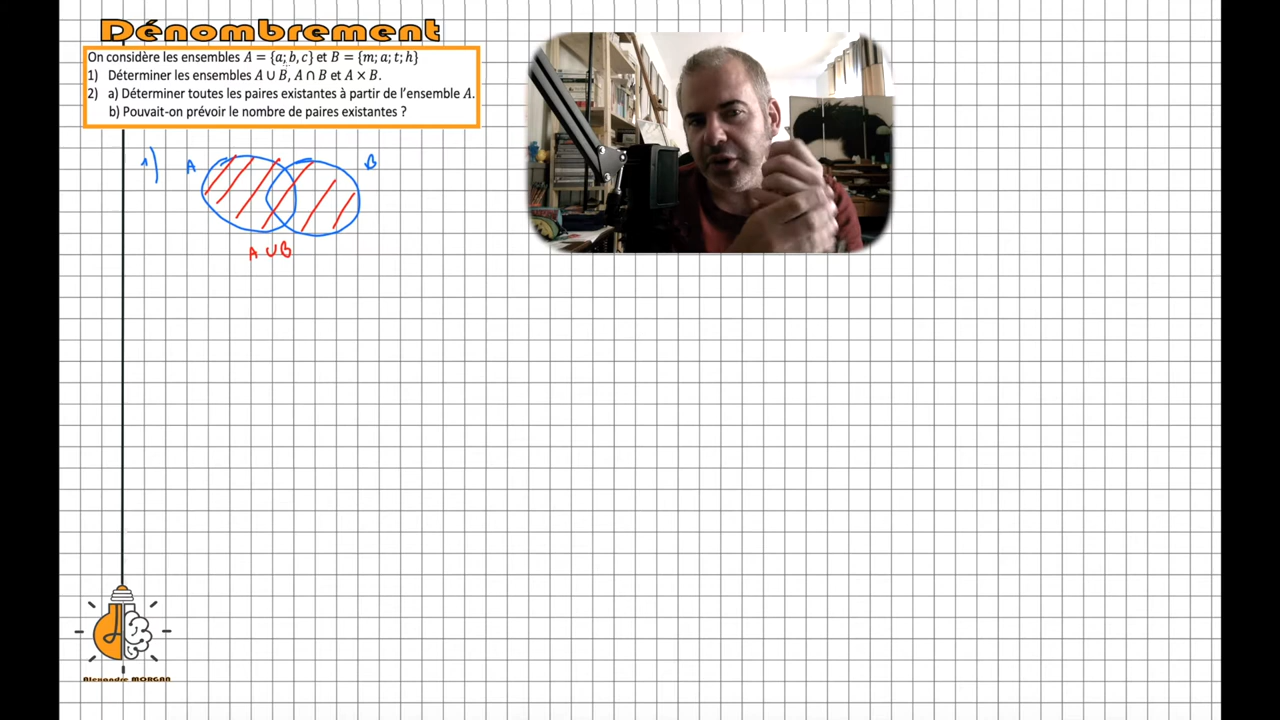 Dénombrement
On considère les ensembles A = {a; b, c} et B = {m; a; t; h}
1) Déterminer les ensembles A ∪ B, A ∩ B et A × B.
2) a) Déterminer toutes les paires existantes à partir de l'ensemble A.
b) Pouvait-on prévoir le nombre de paires existantes ?
1) A B
A ∪ B
Alexandre MORGAN